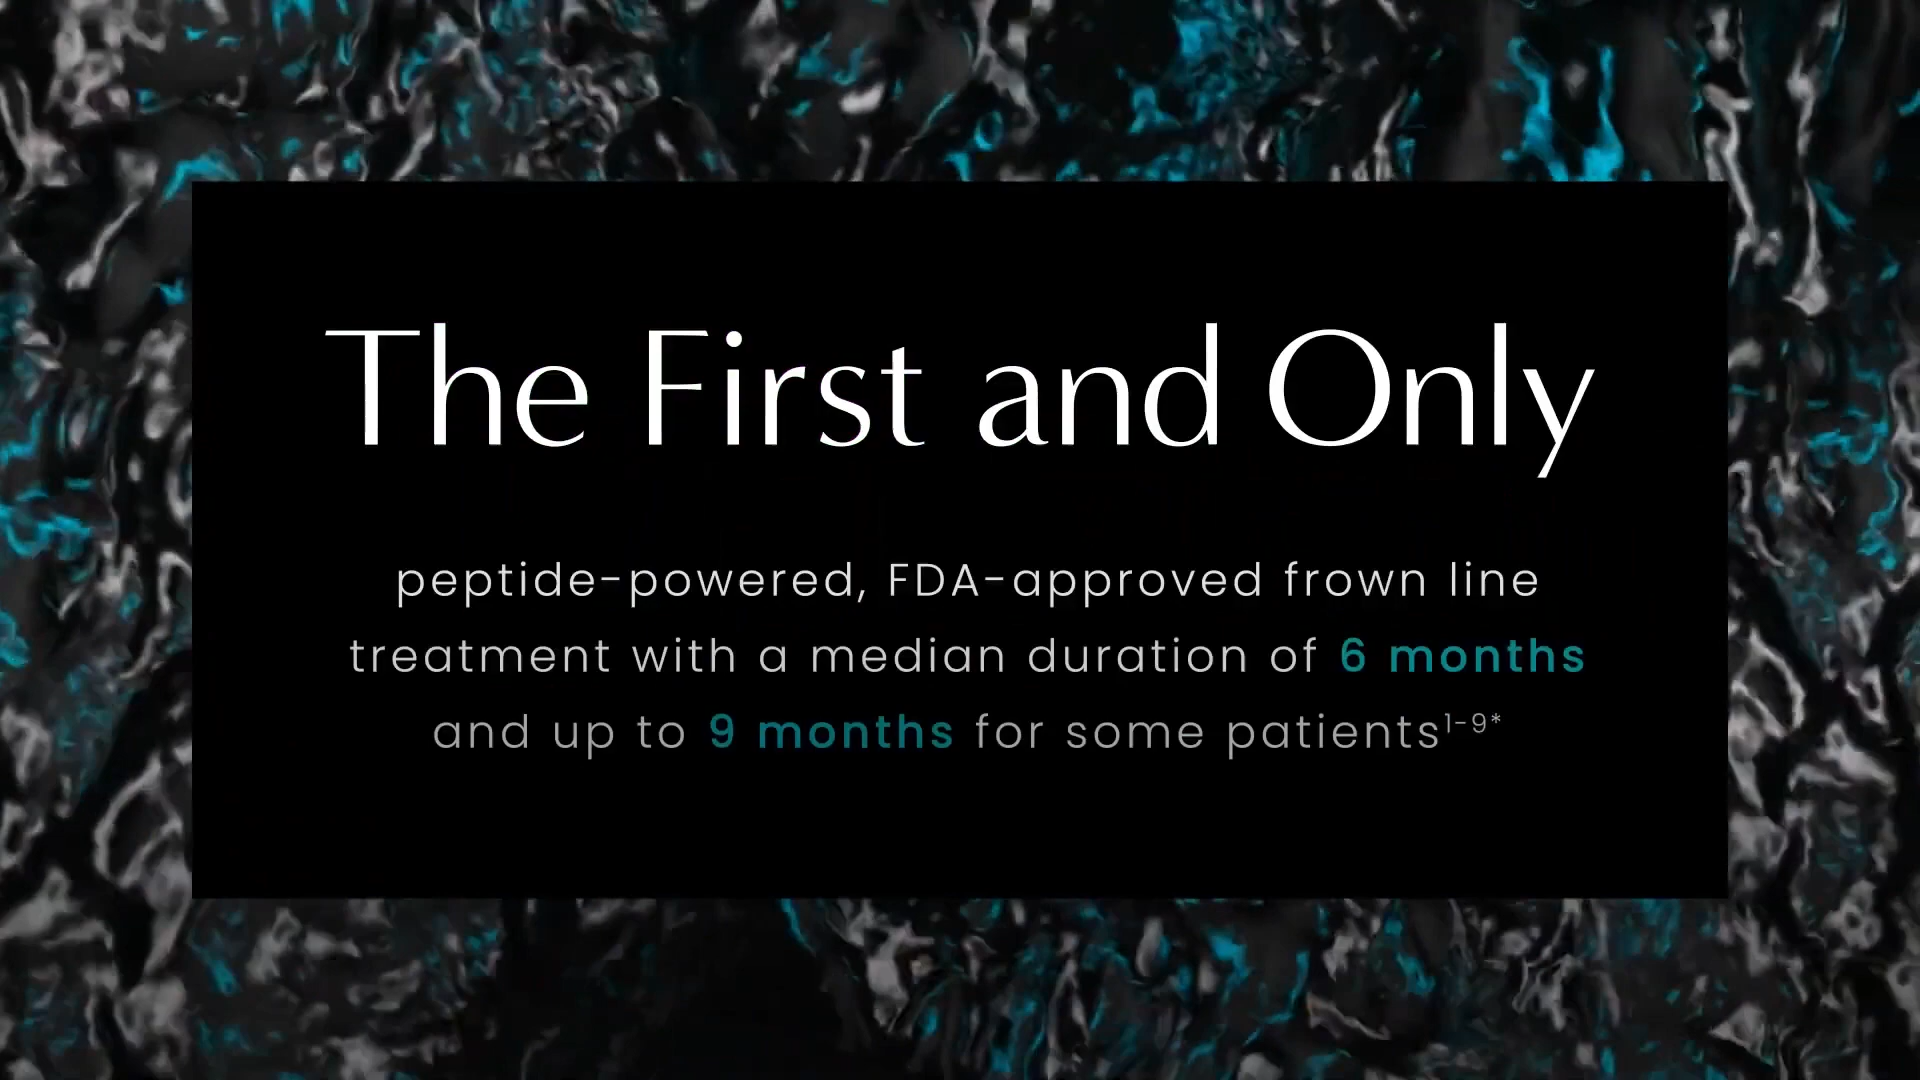 The First and Only
peptide-powered, FDA-approved frown line
treatment with a median duration of 6 months
and up to 9 months for some patients1-9*